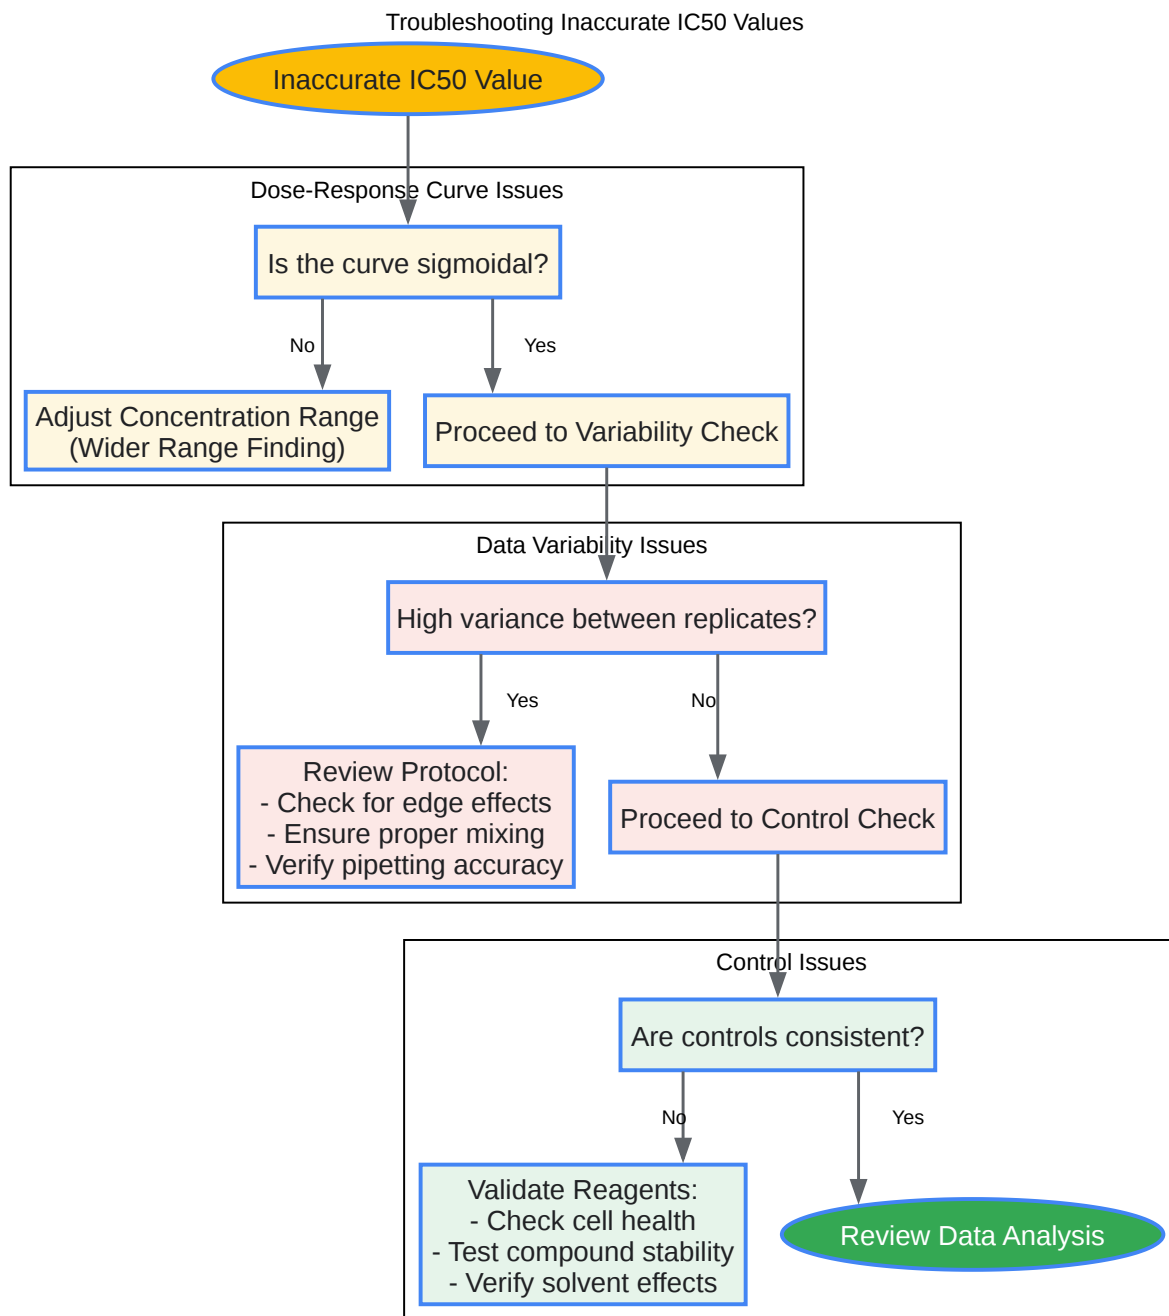 Troubleshooting Inaccurate IC50 Values
Inaccurate IC50 Value
Dose-Response Curve Issues
Is the curve sigmoidal?
No
Yes
Adjust Concentration Range
(Wider Range Finding)
Proceed to Variability Check
Data Variability Issues
High variance between replicates?
Yes
No
Review Protocol:
- Check for edge effects
- Ensure proper mixing
- Verify pipetting accuracy
Proceed to Control Check
Control Issues
Are controls consistent?
No
Yes
Validate Reagents:
- Check cell health
- Test compound stability
- Verify solvent effects
Review Data Analysis